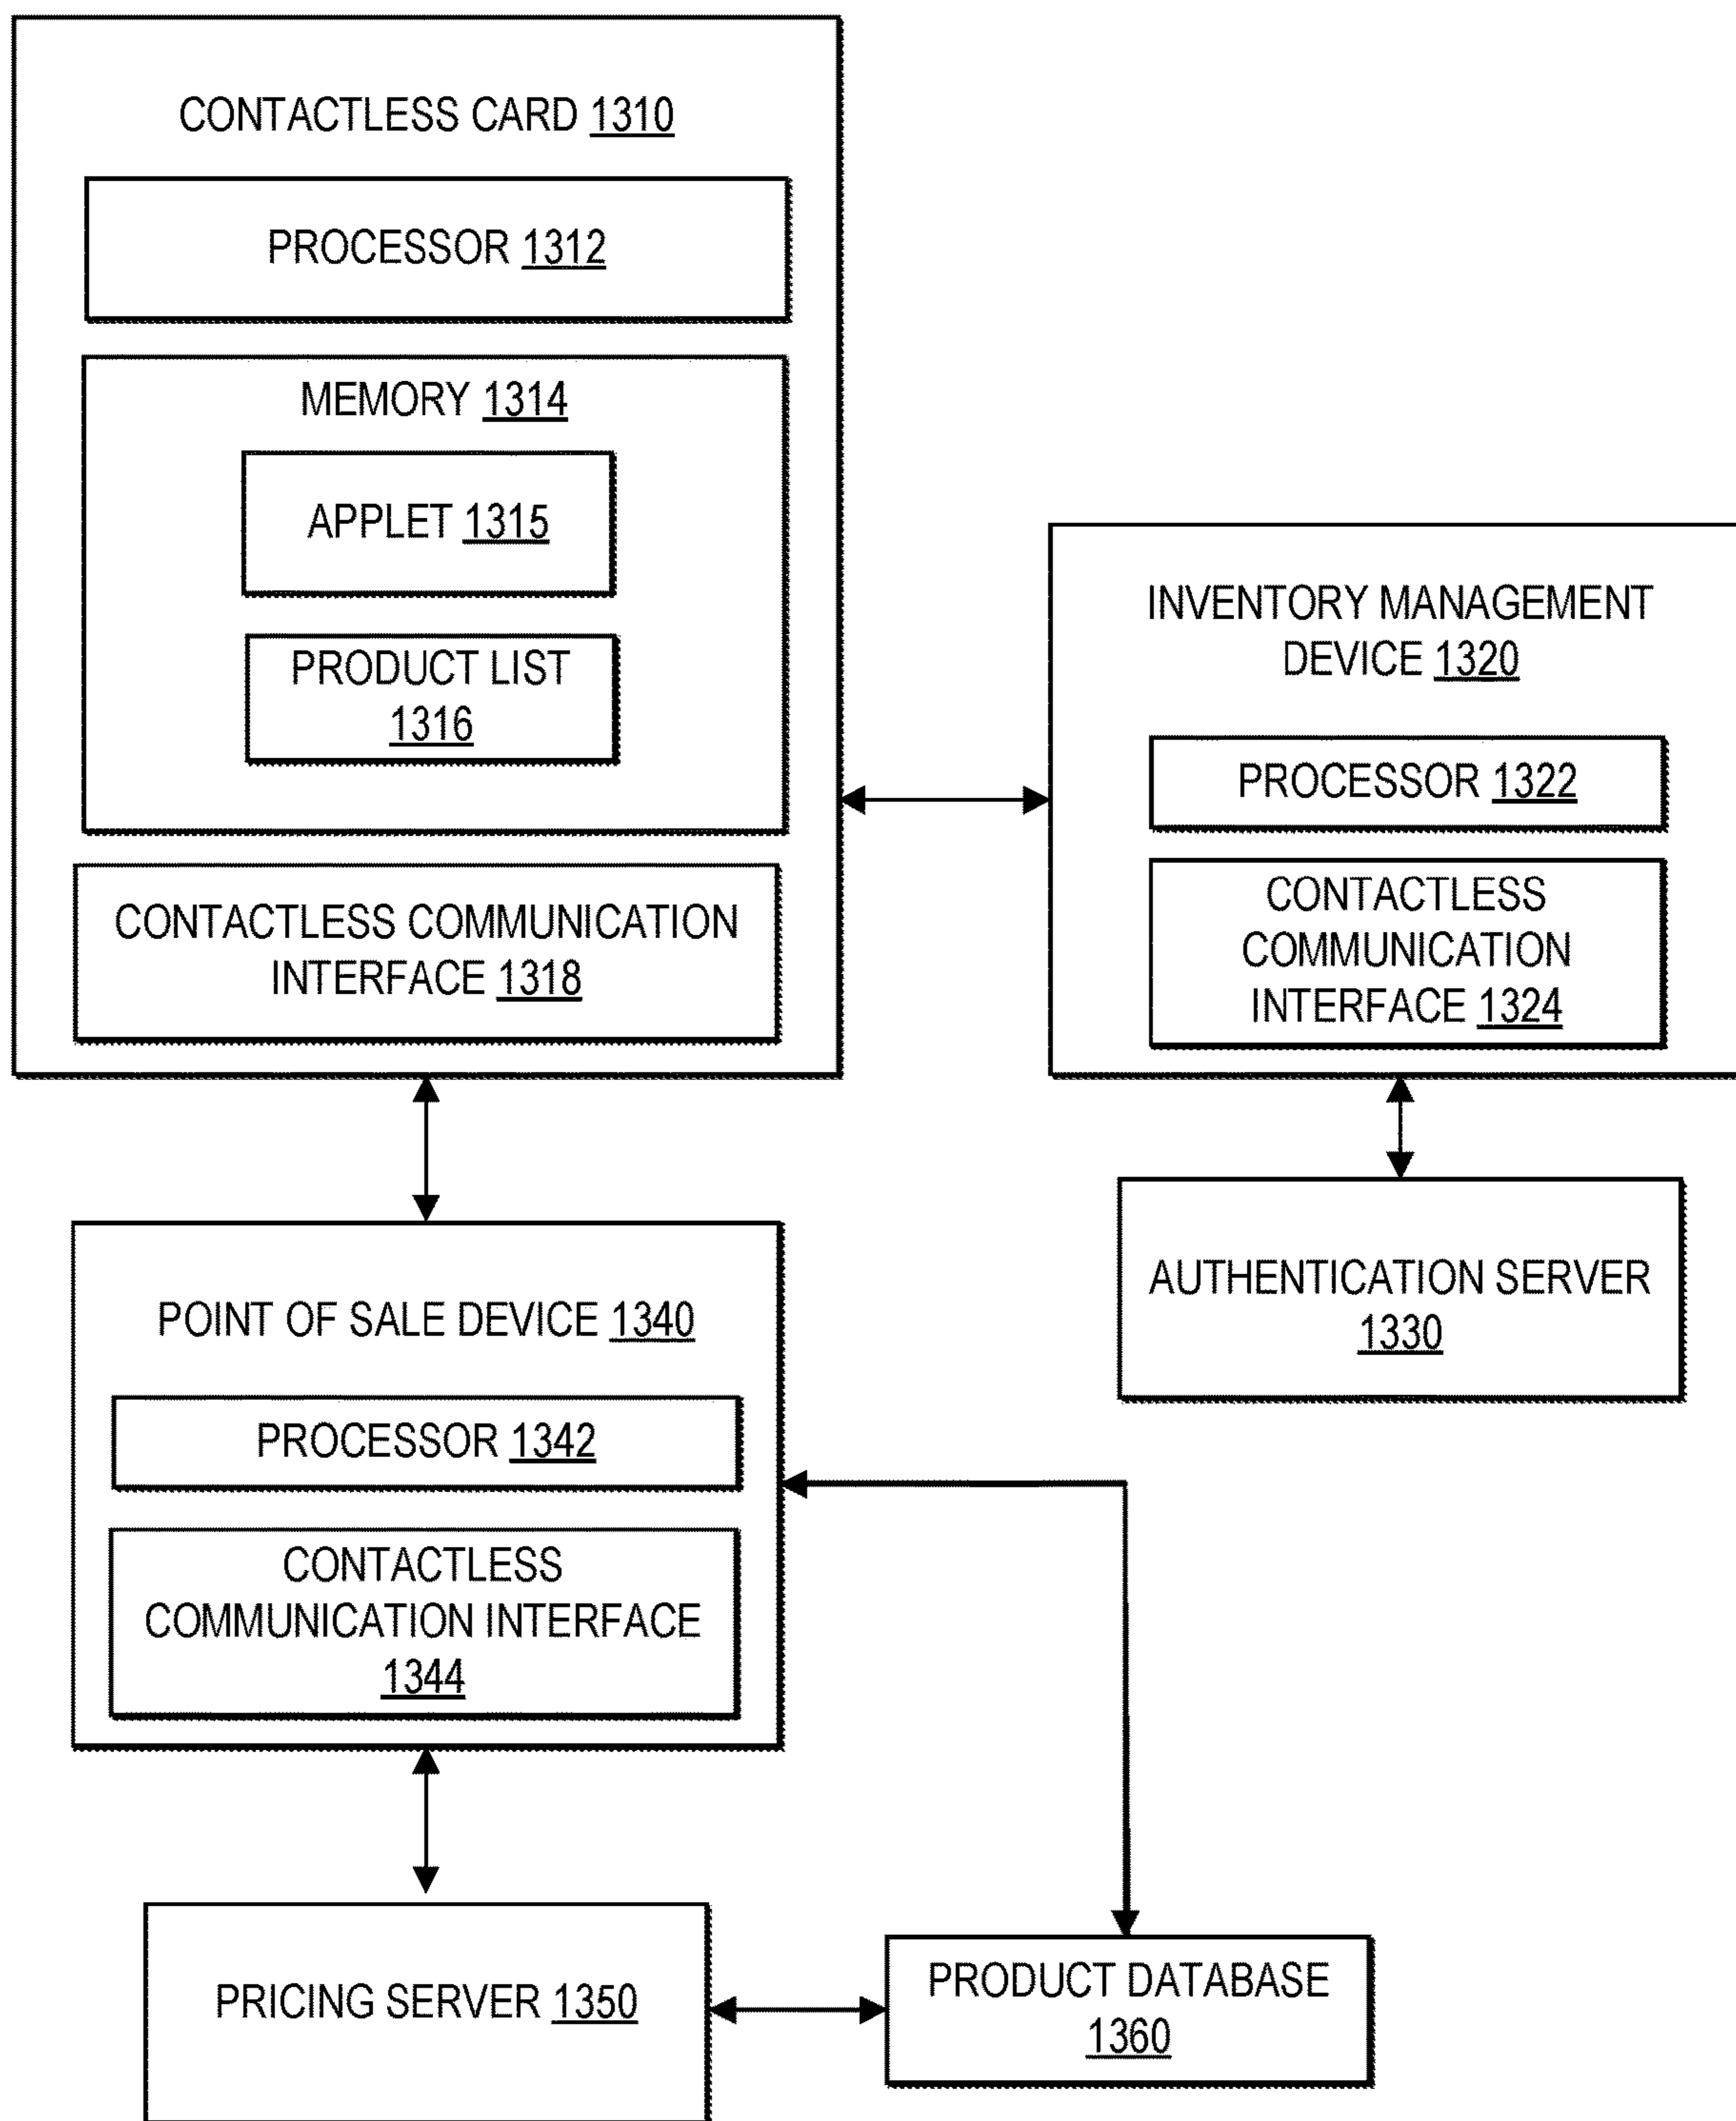 CONTACTLESS CARD 1310
PROCESSOR 1312
MEMORY 1314
APPLET 1315
PRODUCT LIST
1316
CONTACTLESS COMMUNICATION
INTERFACE 1318
INVENTORY MANAGEMENT
DEVICE 1320
PROCESSOR 1322
CONTACTLESS
COMMUNICATION
INTERFACE 1324
AUTHENTICATION SERVER
1330
POINT OF SALE DEVICE 1340
PROCESSOR 1342
CONTACTLESS
COMMUNICATION INTERFACE
1344
PRICING SERVER 1350
PRODUCT DATABASE
1360